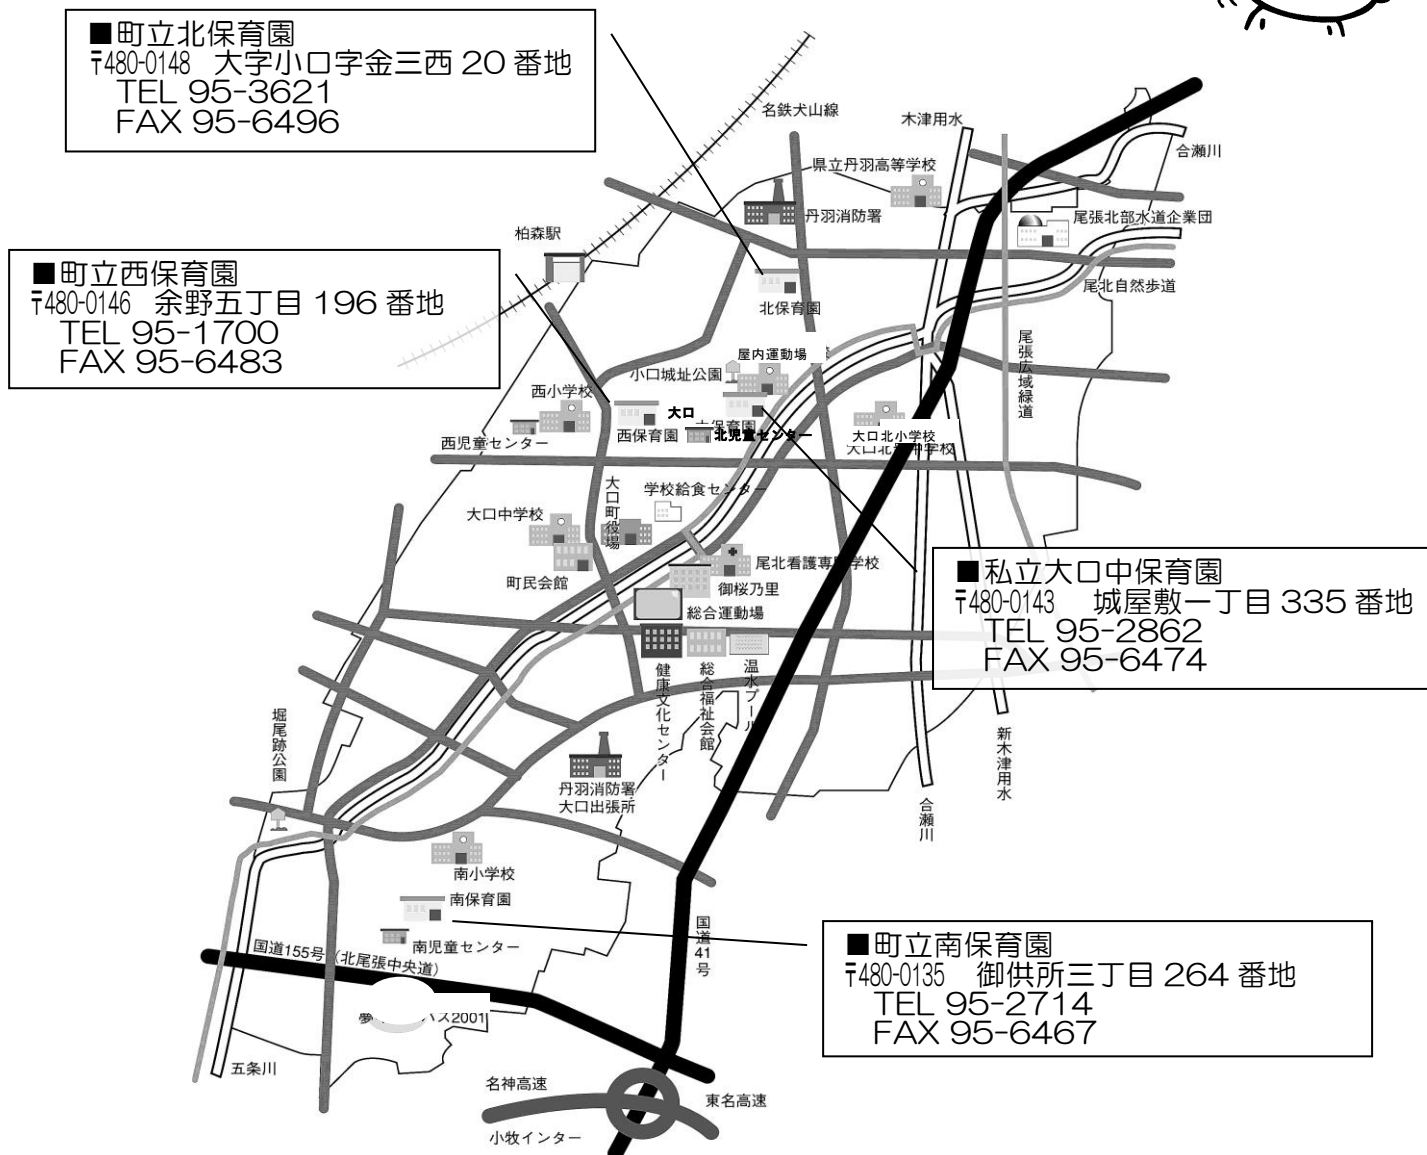 ■町立北保育園
〒480-0148　大字小口字金三西 20 番地
TEL 95-3621
FAX 95-6496
名鉄犬山線
木津用水
合瀬川
県立丹羽高等学校
丹羽消防署
尾張北部水道企業団
柏森駅
■町立西保育園
〒480-0146　余野五丁目 196 番地
TEL 95-1700
FAX 95-6483
尾北自然歩道
北保育園
尾張広域緑道
屋内運動場
小口城址公園
西小学校
大口
西保育園
保育園
北児童センター
大口北小学校
西児童センター
学校給食センター
大口町役場
大口中学校
町民会館
尾北看護専門学校
御桜乃里
総合運動場
■私立大口中保育園
〒480-0143　城屋敷一丁目 335 番地
TEL 95-2862
FAX 95-6474
健康文化センター
総合福祉会館
温水プール
堀尾跡公園
新木津用水
合瀬川
丹羽消防署
大口出張所
南小学校
南保育園
南児童センター
国道155号（北尾張中央道）
国道41号
■町立南保育園
〒480-0135　御供所三丁目 264 番地
TEL 95-2714
FAX 95-6467
ハス2001
五条川
名神高速
東名高速
小牧インター